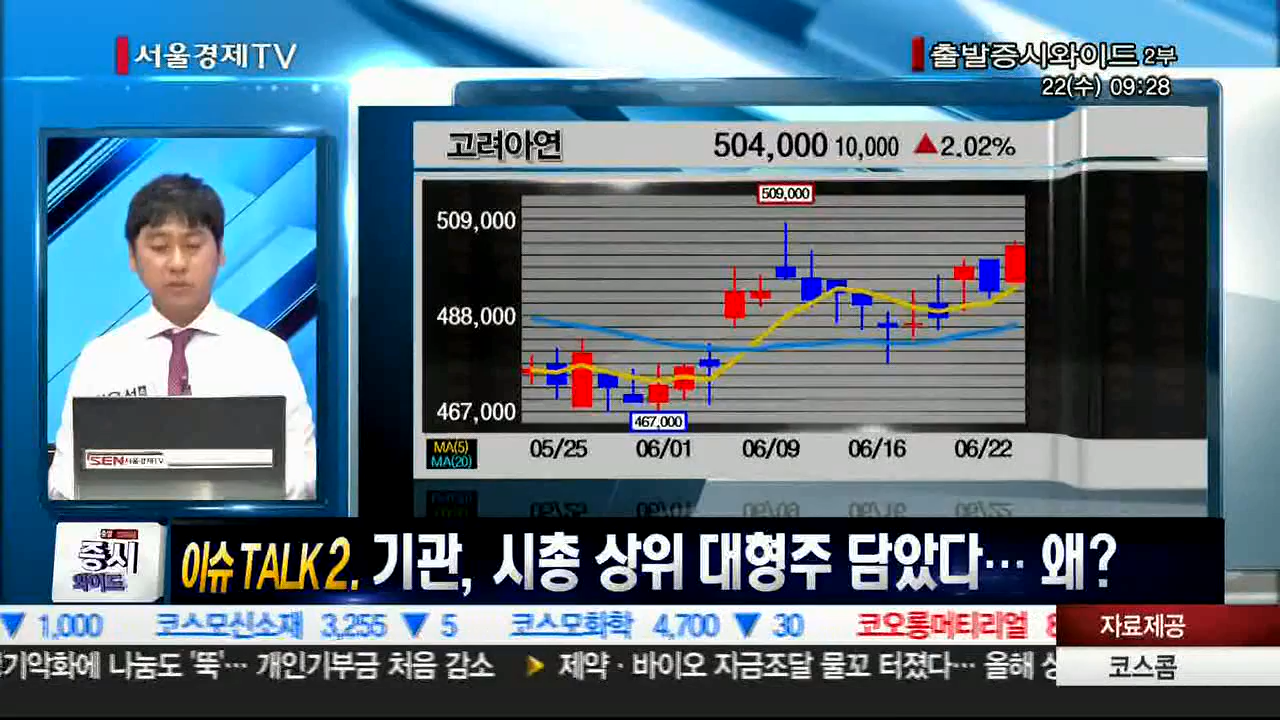 서울경제TV
출발증시와이드 2부
22(수) 09:28
고려아연 504,000 10,000 ▲2.02%
509,000
509,000
488,000
467,000
467,000
MA(5)
MA(20)
05/25 06/01 06/09 06/16 06/22
SEN서울경제TV
증시
와이드
이슈TALK 2. 기관, 시총 상위 대형주 담았다… 왜?
▼ 1,000 코스모신소재 3,255 ▼ 5 코스모화학 4,700 ▼ 30 코오롱머티리얼
자료제공
기악화에 나눔도 '뚝'… 개인기부금 처음 감소 ▶ 제약·바이오 자금조달 물꼬 터졌다… 올해
코스콤